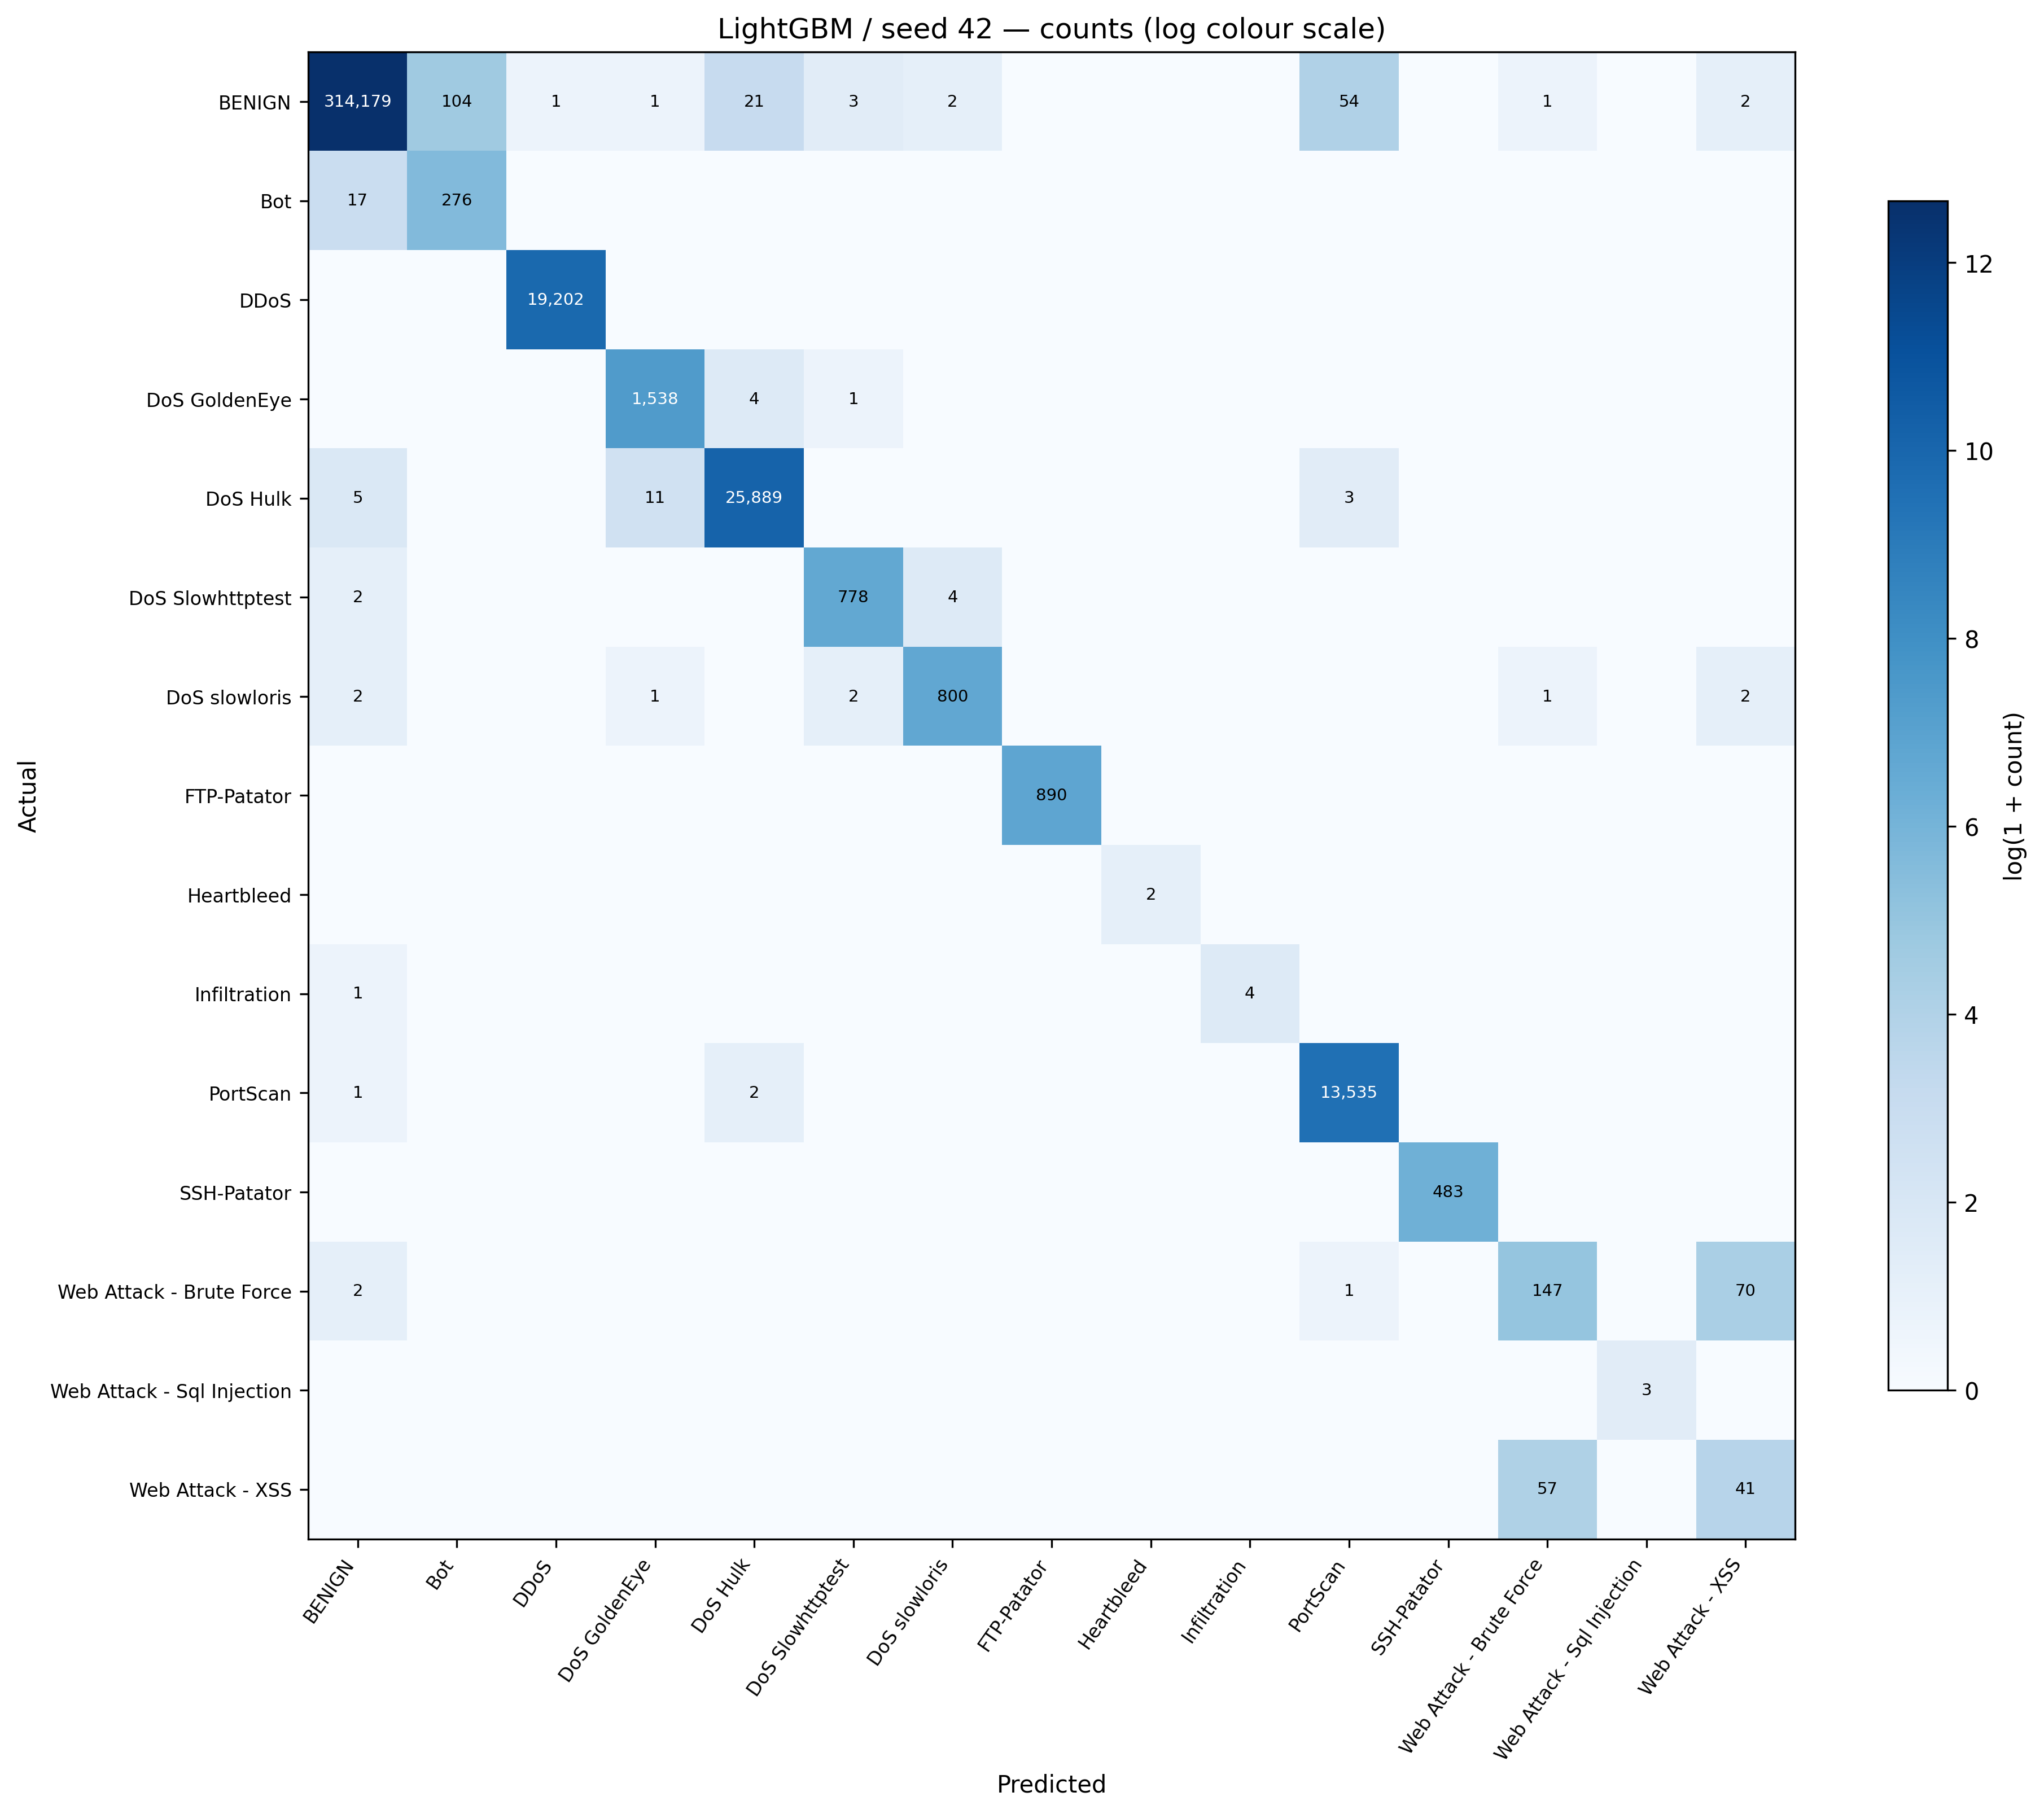 LightGBM / seed 42 — counts (log colour scale)
BENIGN 314,179 104 1 1 21 3 2 54 1 2
Bot 17 276
DDoS 19,202
DoS GoldenEye 1,538 4 1
DoS Hulk 5 11 25,889 3
DoS Slowhttptest 2 778 4
DoS slowloris 2 1 2 800 1 2
FTP-Patator 890
Heartbleed 2
Infiltration 1 4
PortScan 1 2 13,535
SSH-Patator 483
Web Attack - Brute Force 2 1 147 70
Web Attack - Sql Injection 3
Web Attack - XSS 57 41
Actual
BENIGN
Bot
DDoS
DoS GoldenEye
DoS Hulk
DoS Slowhttptest
DoS slowloris
FTP-Patator
Heartbleed
Infiltration
PortScan
SSH-Patator
Web Attack - Brute Force
Web Attack - Sql Injection
Web Attack - XSS
Predicted
12
10
8
6
4
2
0
log(1 + count)